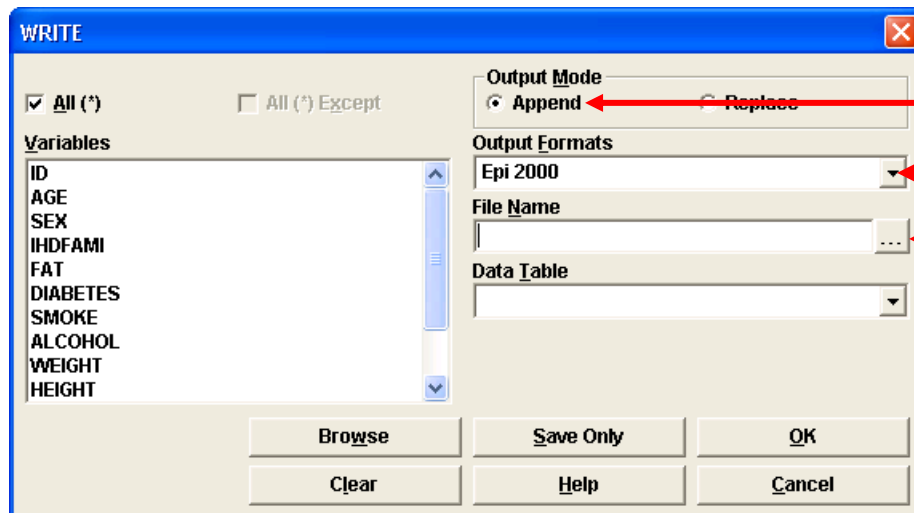 WRITE
All (*)
All (*) Except
Output Mode
Append
Replace
Variables
ID
AGE
SEX
IHDFAMI
FAT
DIABETES
SMOKE
ALCOHOL
WEIGHT
HEIGHT
Output Formats
Epi 2000
File Name
...
Data Table
Browse
Save Only
OK
Clear
Help
Cancel